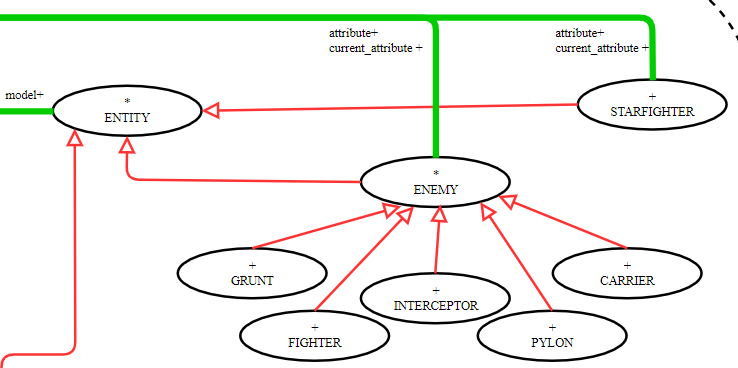 attribute+
current_attribute +
attribute+
current_attribute +
model+
*
ENTITY
+
STARFIGHTER
*
ENEMY
+
GRUNT
+
CARRIER
+
INTERCEPTOR
+
FIGHTER
+
PYLON